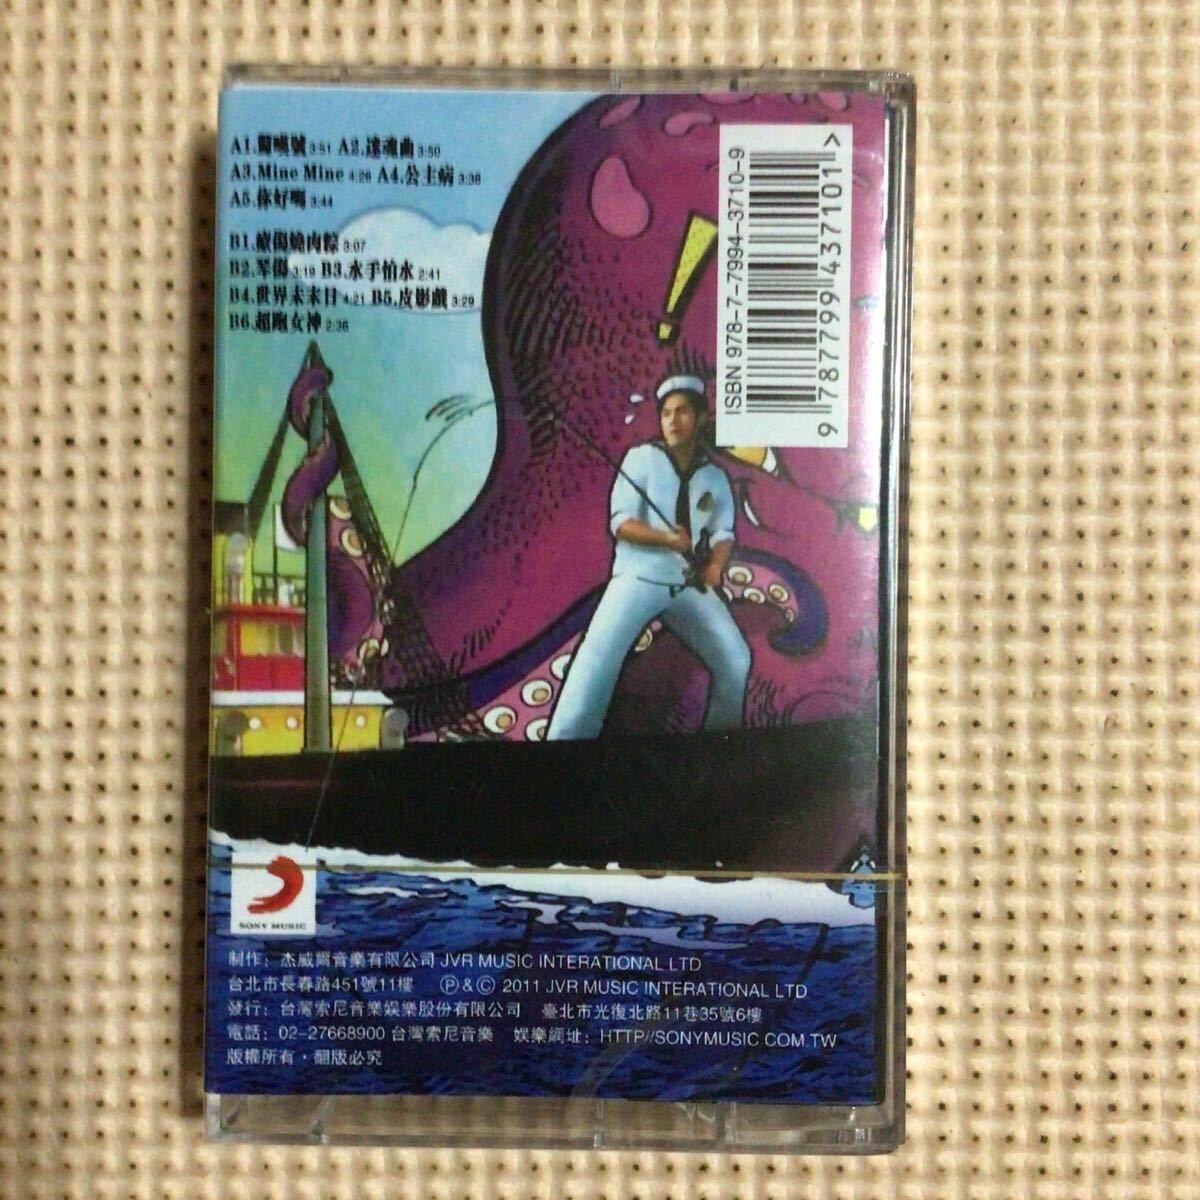 A1.驚嘆號 3:51 A2.迷魂曲 3:50
A3.Mine Mine 4:26 A4.公主病 3:38
A5.你好嗎 3:44
B1.療傷燒肉粽 3:07
B2.琴傷 3:19 B3.水手怕水 2:41
B4.世界未末日 4:21 B5.皮影戲 3:29
B6.超跑女神 2:36
ISBN 978-7-7994-3710-9
9 787799 437101 >
!
SONY MUSIC
制作：杰威爾音樂有限公司 JVR MUSIC INTERATIONAL LTD
台北市長春路451號11樓 Ⓟ & Ⓒ 2011 JVR MUSIC INTERATIONAL LTD
發行：台灣索尼音樂娛樂股份有限公司 臺北市光復北路11巷35號6樓
電話：02-27668900 台灣索尼音樂 娛樂網址：HTTP//SONYMUSIC.COM.TW
版權所有·翻版必究